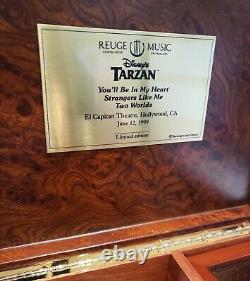 REUGE MUSIC
Disney's
TARZAN
You'll Be In My Heart
Strangers Like Me
Two Worlds
El Capitan Theatre, Hollywood, CA
June 12, 1999
Limited edition